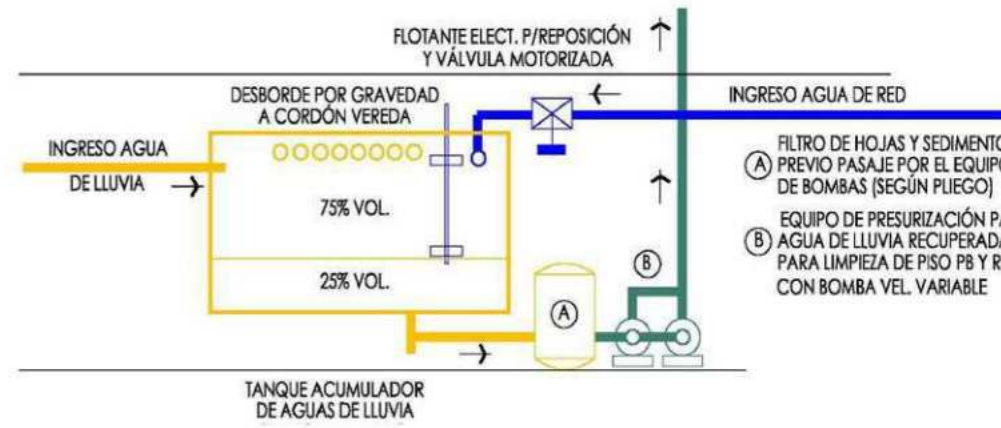 FLOTANTE ELECT. P/REPOSICIÓN
Y VÁLVULA MOTORIZADA
DESBORDE POR GRAVEDAD
A CORDÓN VEREDA
INGRESO AGUA DE RED
INGRESO AGUA
DE LLUVIA
75% VOL.
25% VOL.
A
B
FILTRO DE HOJAS Y SEDIMENTO
A PREVIO PASAJE POR EL EQUIPO
DE BOMBAS (SEGÚN PLIEGO)
EQUIPO DE PRESURIZACIÓN
B AGUA DE LLUVIA RECUPERADA
PARA LIMPIEZA DE PISO PB Y
CON BOMBA VEL. VARIABLE
TANQUE ACUMULADOR
DE AGUAS DE LLUVIA